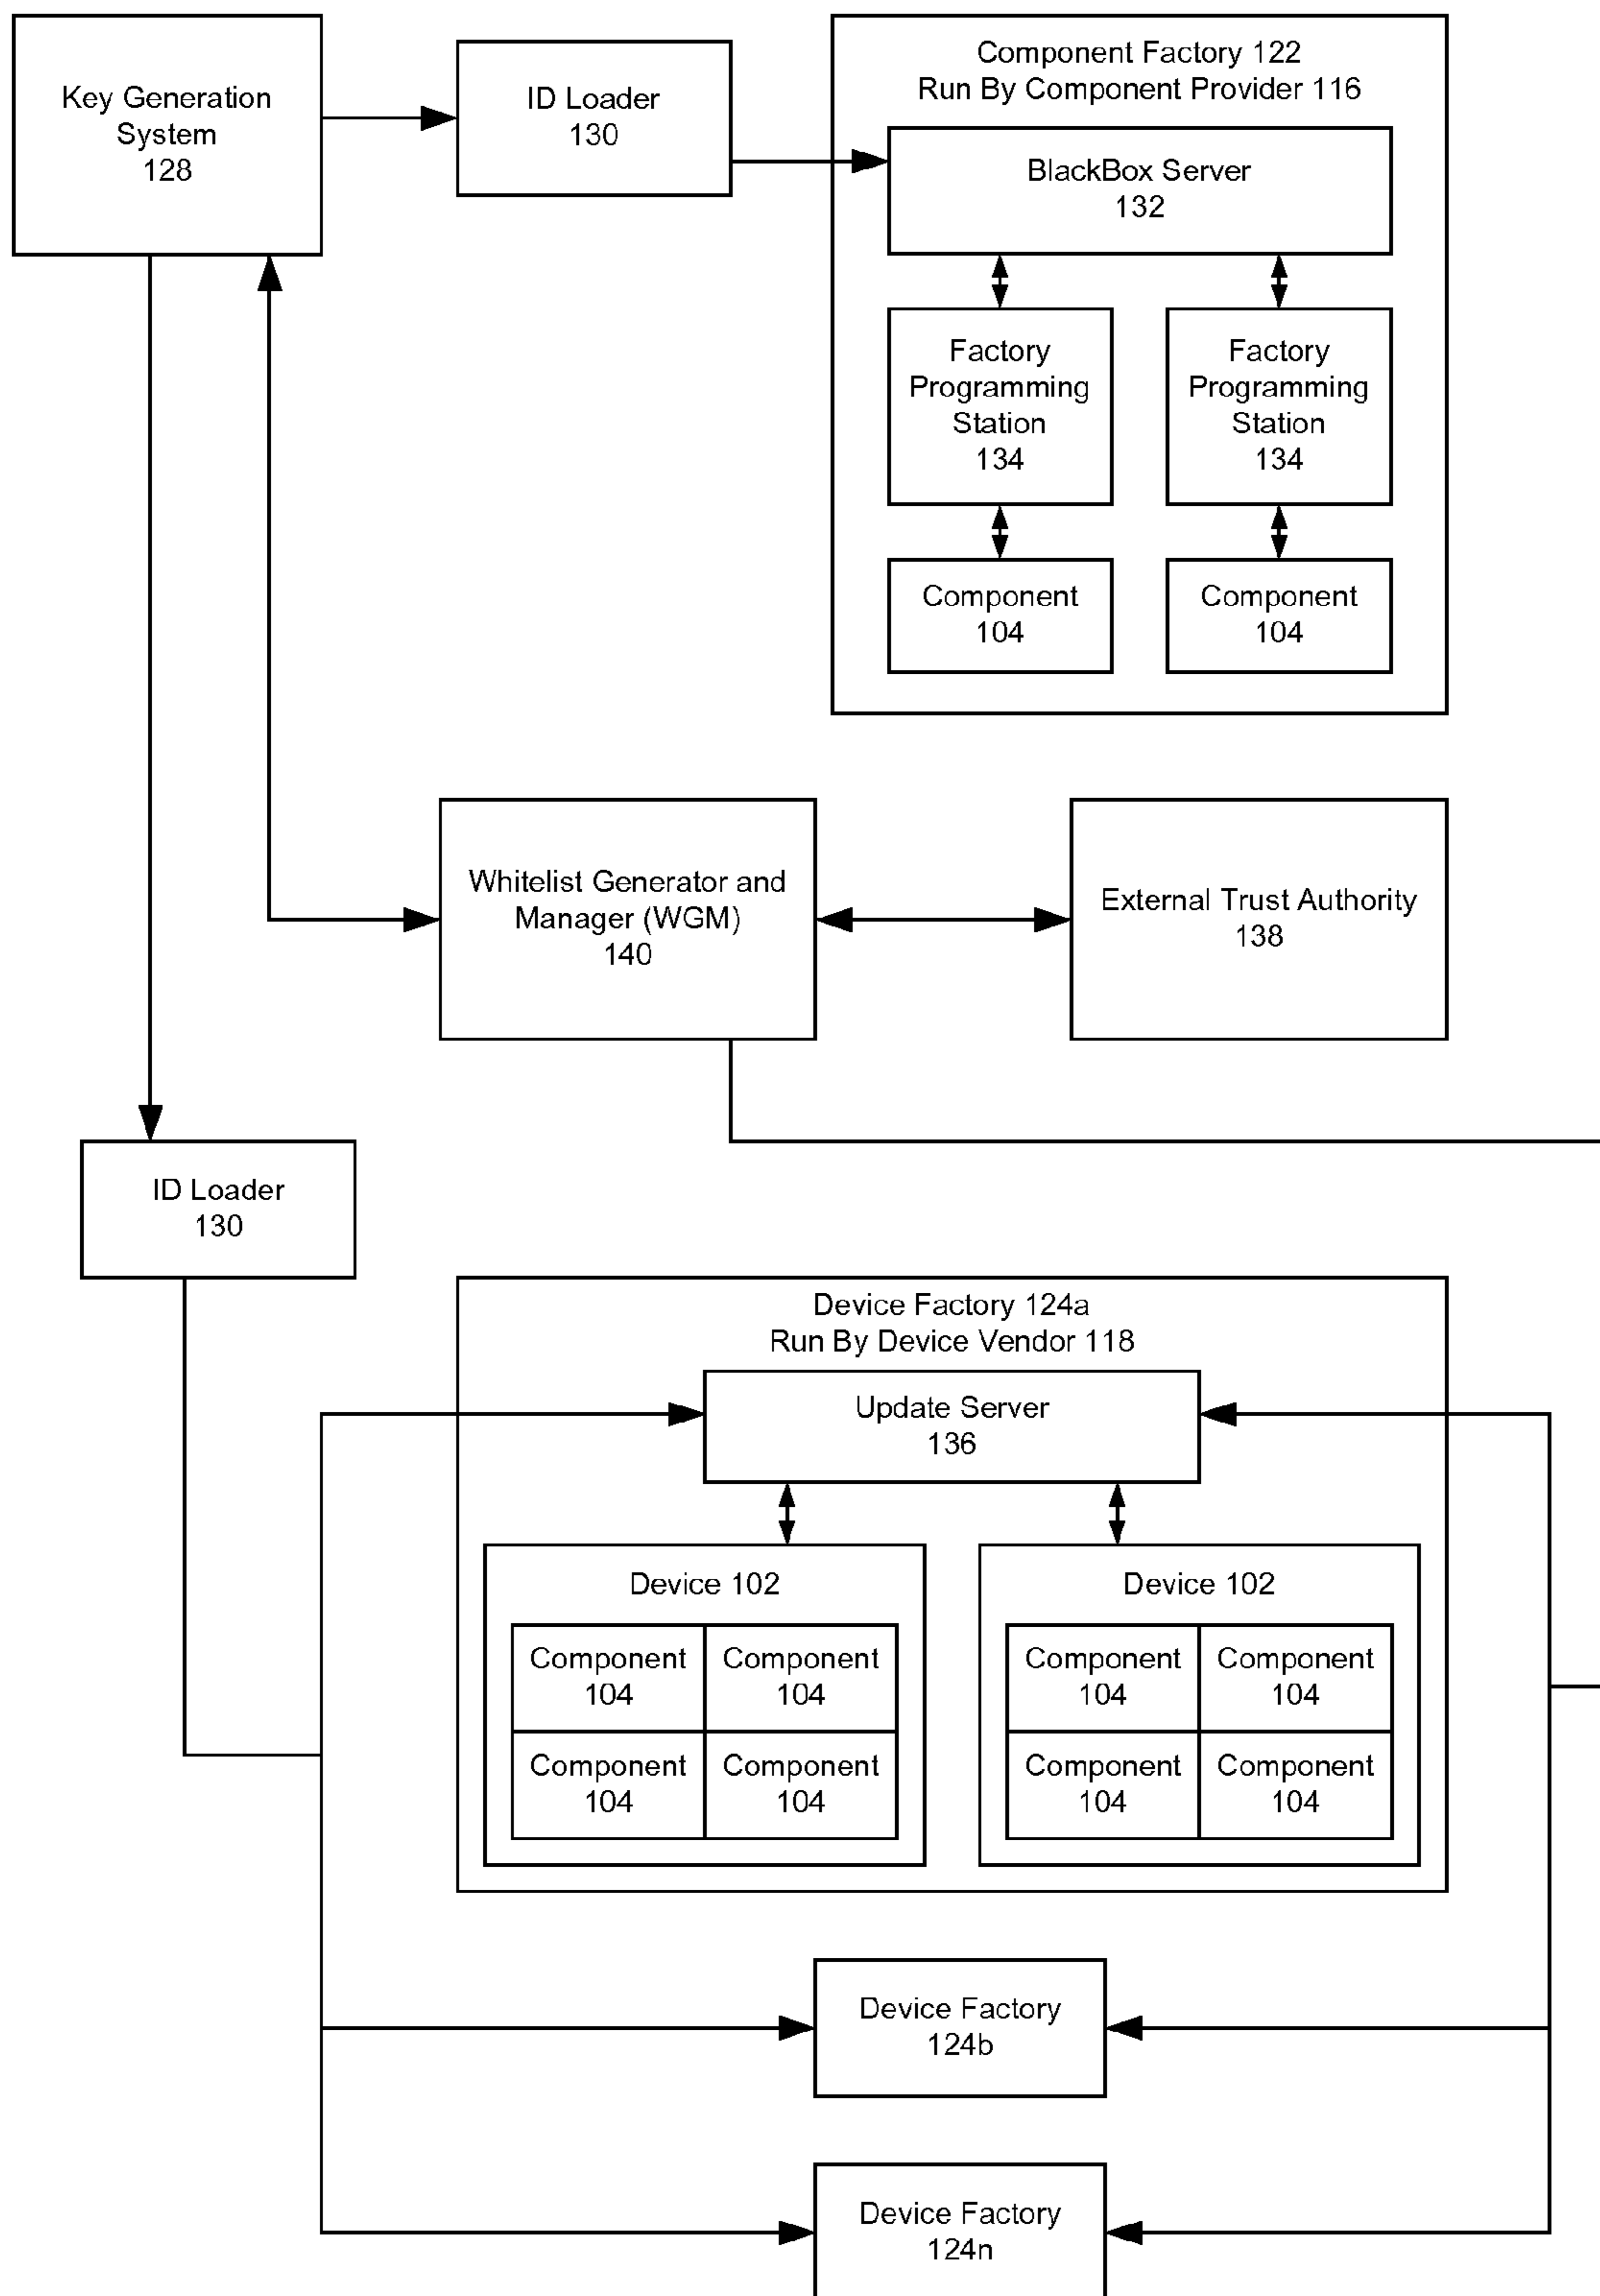 Key Generation
System
128
ID Loader
130
Component Factory 122
Run By Component Provider 116
BlackBox Server
132
Factory
Programming
Station
134
Factory
Programming
Station
134
Component
104
Component
104
Whitelist Generator and
Manager (WGM)
140
External Trust Authority
138
ID Loader
130
Device Factory 124a
Run By Device Vendor 118
Update Server
136
Device 102
Component
104
Component
104
Component
104
Component
104
Device 102
Component
104
Component
104
Component
104
Component
104
Device Factory
124b
Device Factory
124n